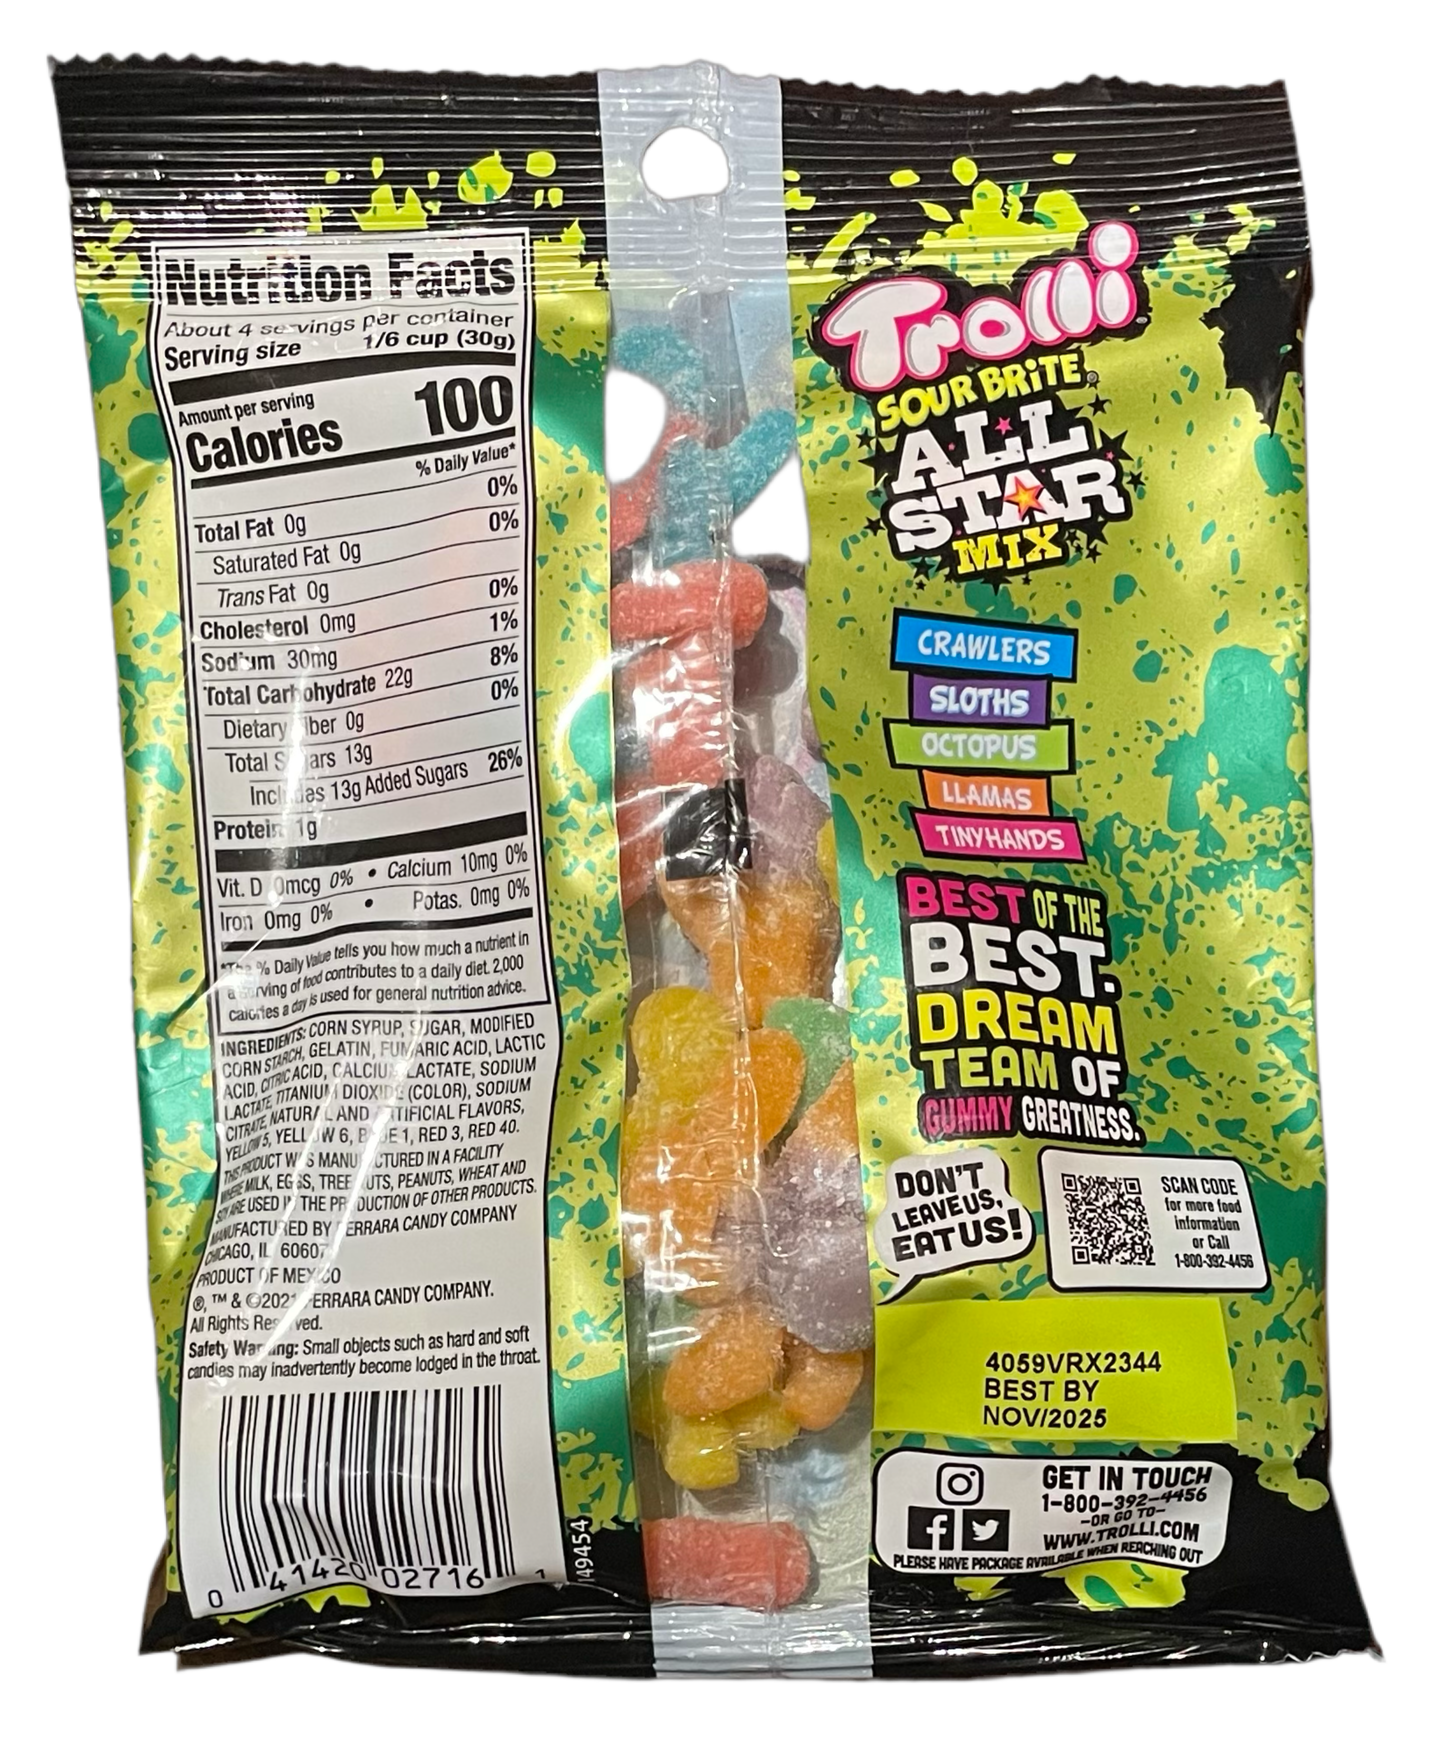 Nutrition Facts
About 4 servings per container
Serving size 1/6 cup (30g)
Amount per serving
Calories 100
% Daily Value*
Total Fat 0g 0%
Saturated Fat 0g 0%
Trans Fat 0g
Cholesterol 0mg 0%
Sodium 30mg 1%
Total Carbohydrate 22g 8%
Dietary Fiber 0g 0%
Total Sugars 13g
Includes 13g Added Sugars 26%
Protein 1g
Vit. D 0mcg 0% • Calcium 10mg 0%
Iron 0mg 0% • Potas. 0mg 0%
*The % Daily Value tells you how much a nutrient in
a serving of food contributes to a daily diet. 2,000
calories a day is used for general nutrition advice.
INGREDIENTS: CORN SYRUP, SUGAR, MODIFIED
CORN STARCH, GELATIN, FUMARIC ACID, LACTIC
ACID, CITRIC ACID, CALCIUM LACTATE, SODIUM
LACTATE, TITANIUM DIOXIDE (COLOR), SODIUM
CITRATE, NATURAL AND ARTIFICIAL FLAVORS,
YELLOW 5, YELLOW 6, BLUE 1, RED 3, RED 40.
THIS PRODUCT WAS MANUFACTURED IN A FACILITY
WHERE MILK, EGGS, TREE NUTS, PEANUTS, WHEAT AND
SOY ARE USED IN THE PRODUCTION OF OTHER PRODUCTS.
MANUFACTURED BY FERRARA CANDY COMPANY
CHICAGO, IL 60607
PRODUCT OF MEXICO
®, ™ & ©2021 FERRARA CANDY COMPANY.
All Rights Reserved.
Safety Warning: Small objects such as hard and soft
candies may inadvertently become lodged in the throat.
0 41420 02716 1
149454
Trolli
SOUR BRiTE®
ALL
STAR
MIX
CRAWLERS
SLOTHS
OCTOPUS
LLAMAS
TINYHANDS
BEST OF THE
BEST.
DREAM
TEAM OF
GUMMY GREATNESS.
DON'T
LEAVE US,
EAT US!
SCAN CODE
for more food
information
or Call
1-800-392-4456
4059VRX2344
BEST BY
NOV/2025
GET IN TOUCH
1-800-392-4456
-OR GO TO-
WWW.TROLLI.COM
PLEASE HAVE PACKAGE AVAILABLE WHEN REACHING OUT